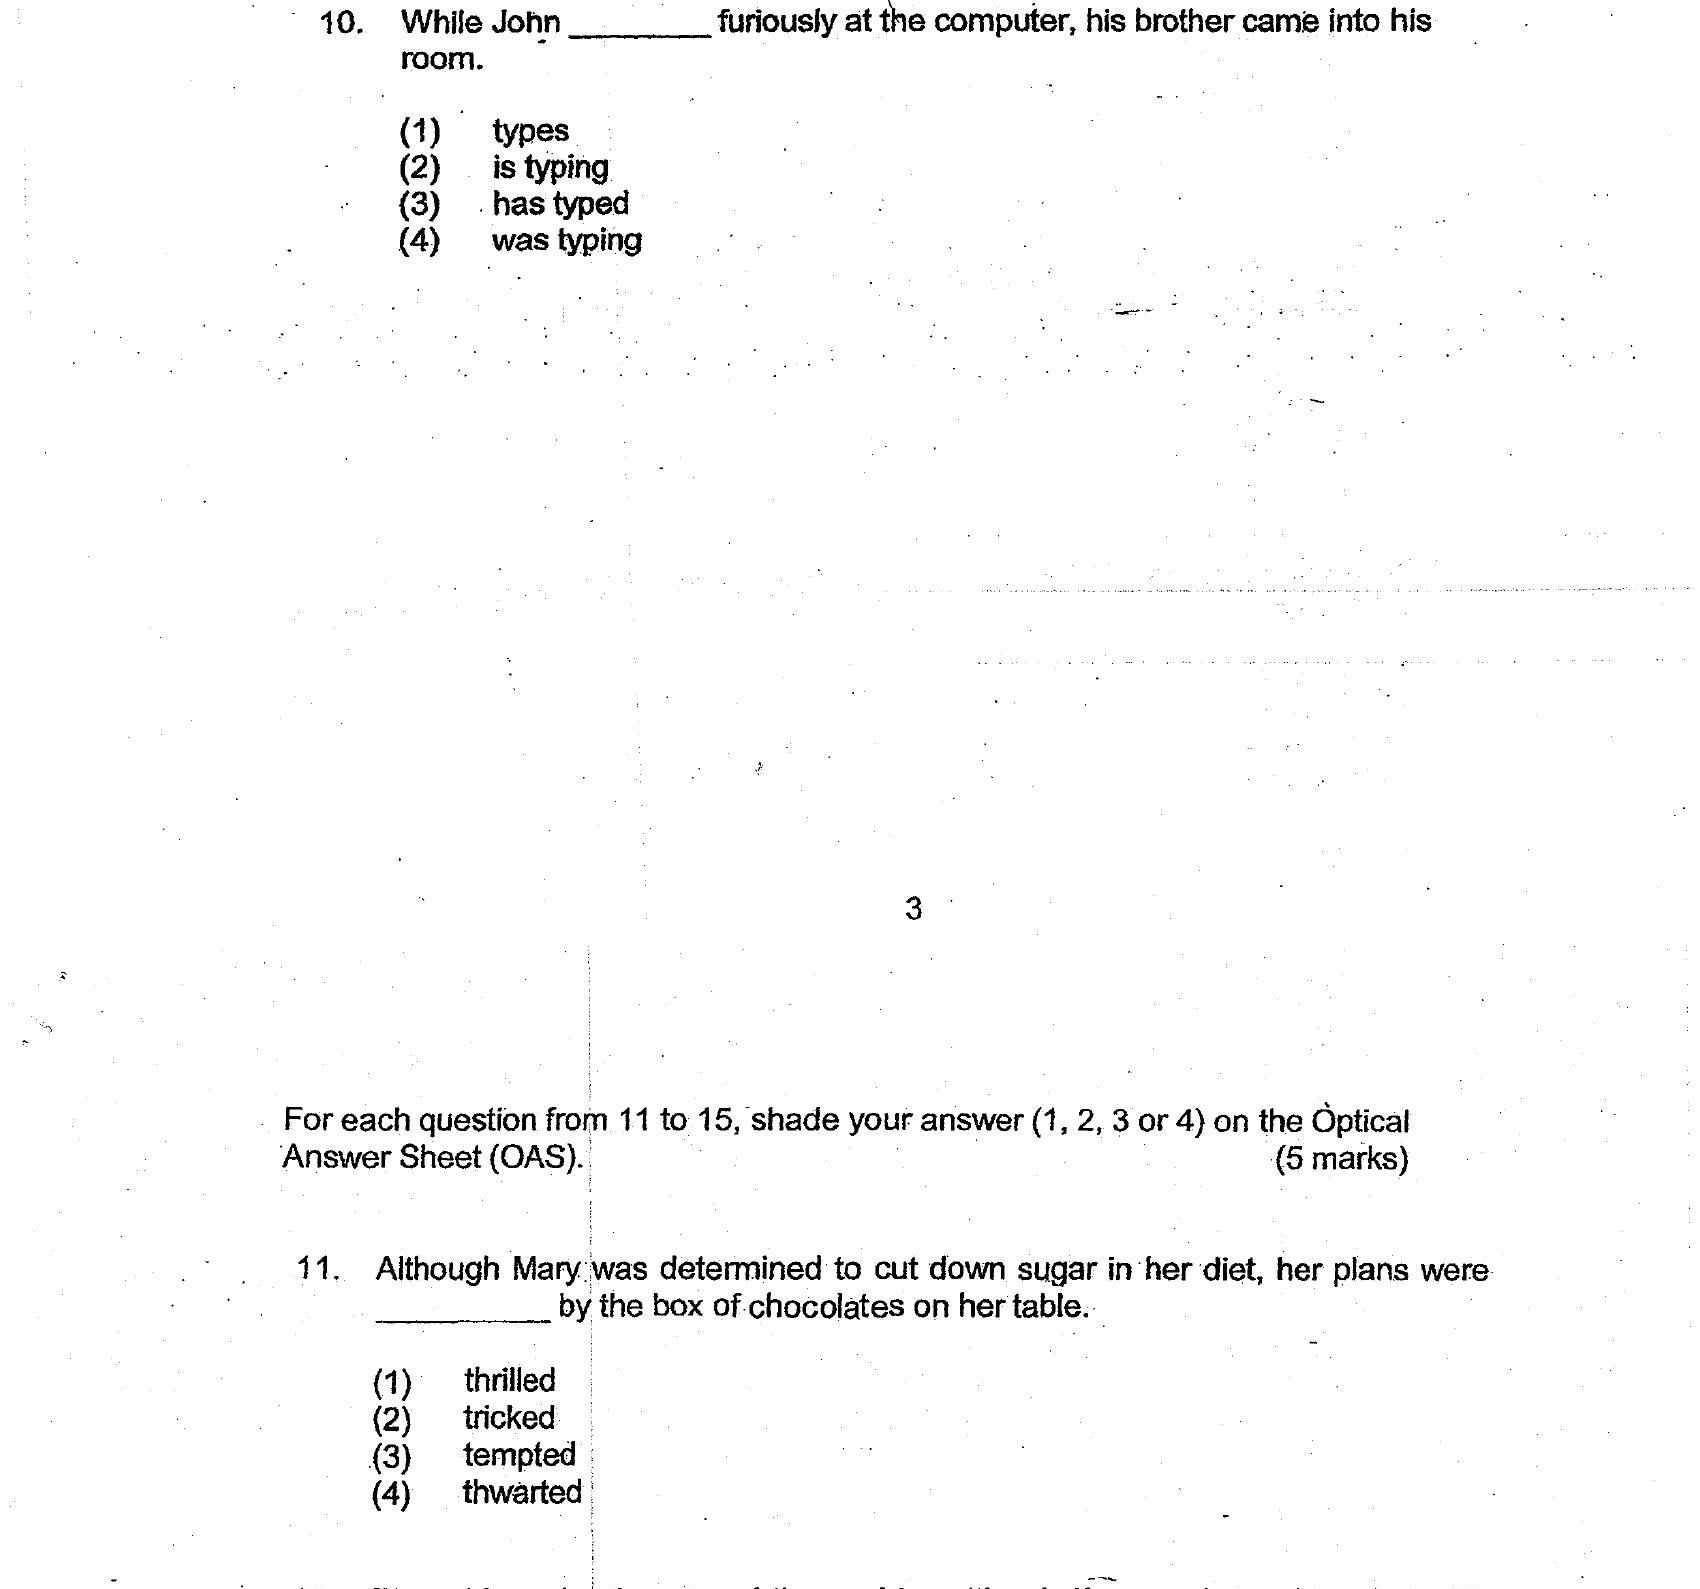 10. While John ________ furiously at the computer, his brother came into his
room.
(1) types
(2) is typing
(3) has typed
(4) was typing
3
For each question from 11 to 15, shade your answer (1, 2, 3 or 4) on the Optical
Answer Sheet (OAS). (5 marks)
11. Although Mary was determined to cut down sugar in her diet, her plans were
__________ by the box of chocolates on her table.
(1) thrilled
(2) tricked
(3) tempted
(4) thwarted